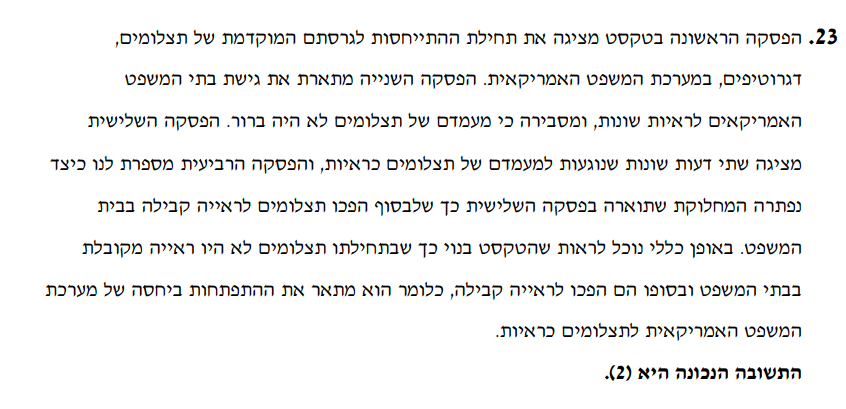 23. הפסקה הראשונה בטקסט מציגה את תחילת ההתייחסות לגרסתם המוקדמת של תצלומים,
דגרוטיפים, במערכת המשפט האמריקאית. הפסקה השנייה מתארת את גישת בתי המשפט
האמריקאים לראיות שונות, ומסבירה כי מעמדם של תצלומים לא היה ברור. הפסקה השלישית
מציגה שתי דעות שונות שנוגעות למעמדם של תצלומים כראיות, והפסקה הרביעית מספרת לנו כיצד
נפתרה המחלוקת שתוארה בפסקה השלישית כך שלבסוף הפכו תצלומים לראייה קבילה בבית
המשפט. באופן כללי נוכל לראות שהטקסט בנוי כך שבתחילתו תצלומים לא היו ראייה מקובלת
בבתי המשפט ובסופו הם הפכו לראייה קבילה, כלומר הוא מתאר את ההתפתחות ביחסה של מערכת
המשפט האמריקאית לתצלומים כראיות.
התשובה הנכונה היא (2).